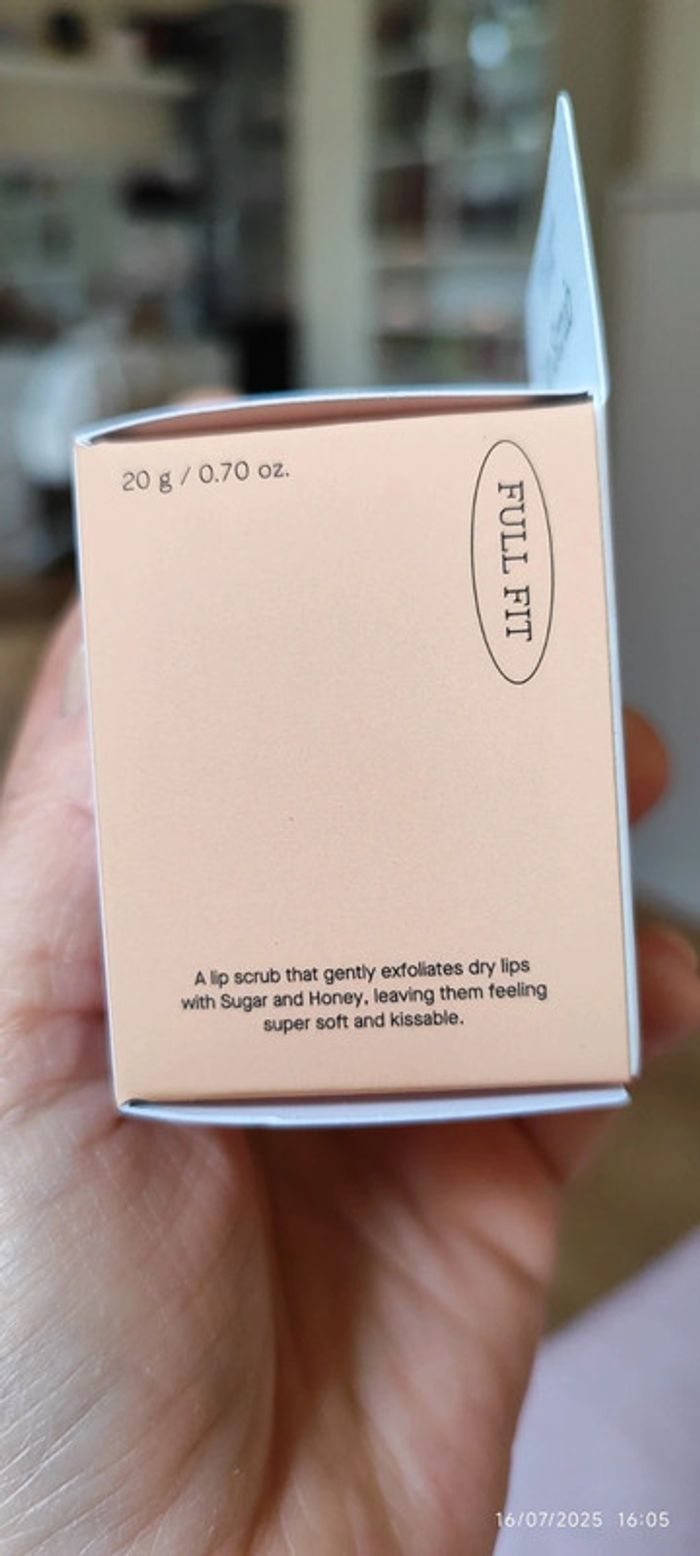 20 g / 0.70 oz.
FULL FIT
A lip scrub that gently exfoliates dry lips
with Sugar and Honey, leaving them feeling
super soft and kissable.
16/07/2025 16:05